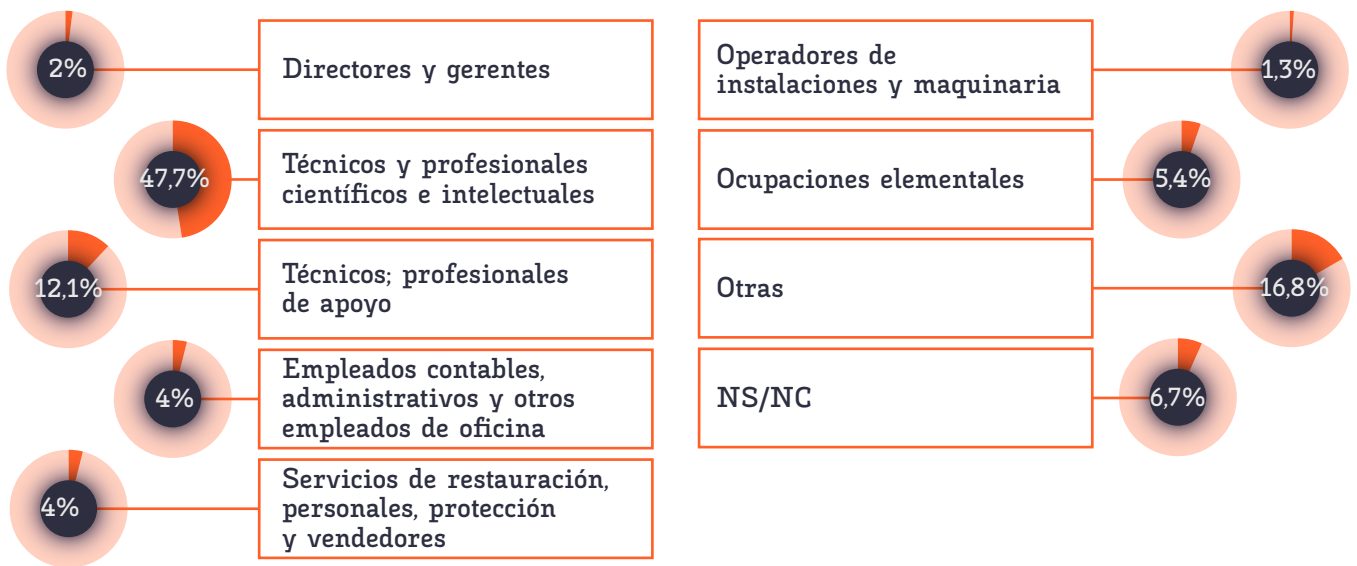 2%
Directores y gerentes
47,7%
Técnicos y profesionales
científicos e intelectuales
12,1%
Técnicos; profesionales
de apoyo
4%
Empleados contables,
administrativos y otros
empleados de oficina
4%
Servicios de restauración,
personales, protección
y vendedores
Operadores de
instalaciones y maquinaria
1,3%
Ocupaciones elementales
5,4%
Otras
16,8%
NS/NC
6,7%